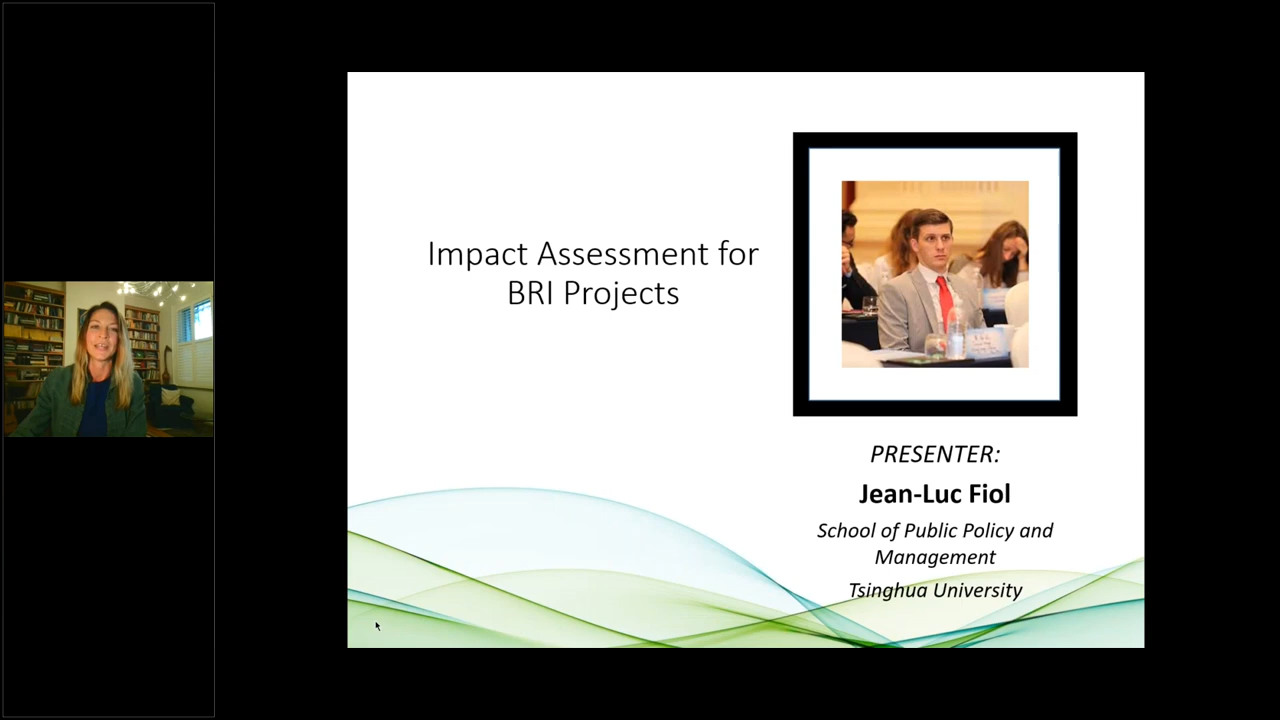 Impact Assessment for
BRI Projects
PRESENTER:
Jean-Luc Fiol
School of Public Policy and
Management
Tsinghua University